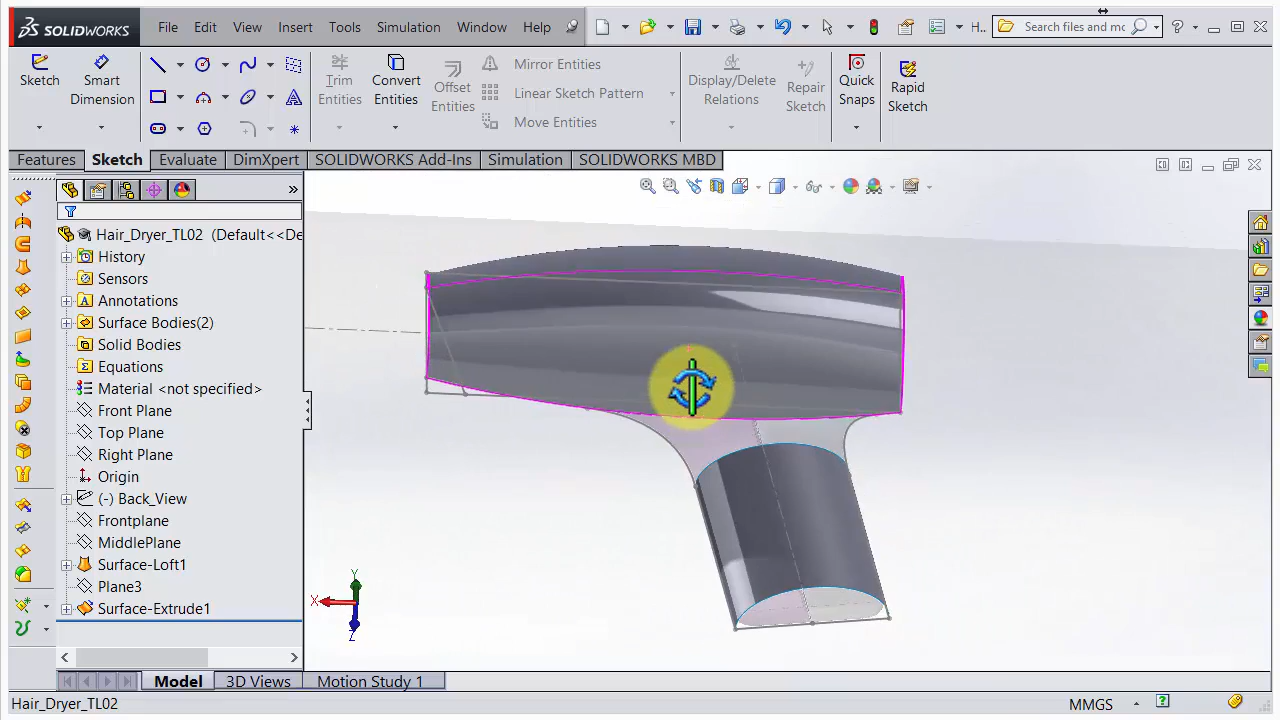 SOLIDWORKS File Edit View Insert Tools Simulation Window Help H... Search files and mo
Sketch Smart Dimension Trim Entities Convert Entities Offset Entities Mirror Entities Linear Sketch Pattern Move Entities Display/Delete Relations Repair Sketch Quick Snaps Rapid Sketch
Features Sketch Evaluate DimXpert SOLIDWORKS Add-Ins Simulation SOLIDWORKS MBD
Hair_Dryer_TL02 (Default<<De
History
Sensors
Annotations
Surface Bodies(2)
Solid Bodies
Equations
Material <not specified>
Front Plane
Top Plane
Right Plane
Origin
(-) Back_View
Frontplane
MiddlePlane
Surface-Loft1
Plane3
Surface-Extrude1
Y
X
Z
Model 3D Views Motion Study 1
Hair_Dryer_TL02 MMGS